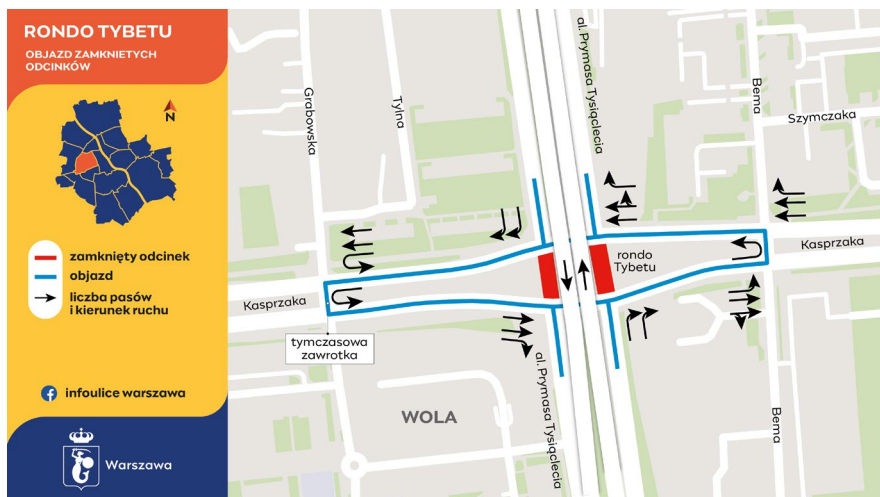 RONDO TYBETU
OBJAZD ZAMKNIETYCH
ODCINKÓW
N
zamknięty odcinek
objazd
liczba pasów
i kierunek ruchu
infoulice warszawa
Warszawa
Grabowska
Tylna
al. Prymasa Tysiąclecia
Bema
Szymczaka
Kasprzaka
rondo
Tybetu
Kasprzaka
tymczasowa
zawrotka
al. Prymasa Tysiąclecia
WOLA
Bema